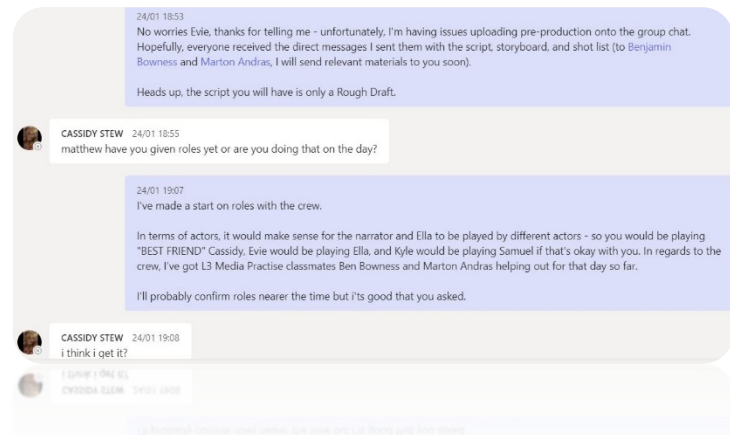 24/01 18:53
No worries Evie, thanks for telling me - unfortunately, I'm having issues uploading pre-production onto the group chat.
Hopefully, everyone received the direct messages I sent them with the script, storyboard, and shot list (to Benjamin
Bowness and Marton Andras, I will send relevant materials to you soon).
Heads up, the script you will have is only a Rough Draft.
CASSIDY STEW 24/01 18:55
matthew have you given roles yet or are you doing that on the day?
24/01 19:07
I've made a start on roles with the crew.
In terms of actors, it would make sense for the narrator and Ella to be played by different actors - so you would be playing
"BEST FRIEND" Cassidy, Evie would be playing Ella, and Kyle would be playing Samuel if that's okay with you. In regards to the
crew, I've got L3 Media Practise classmates Ben Bowness and Marton Andras helping out for that day so far.
I'll probably confirm roles nearer the time but i'ts good that you asked.
CASSIDY STEW 24/01 19:08
i think i get it?